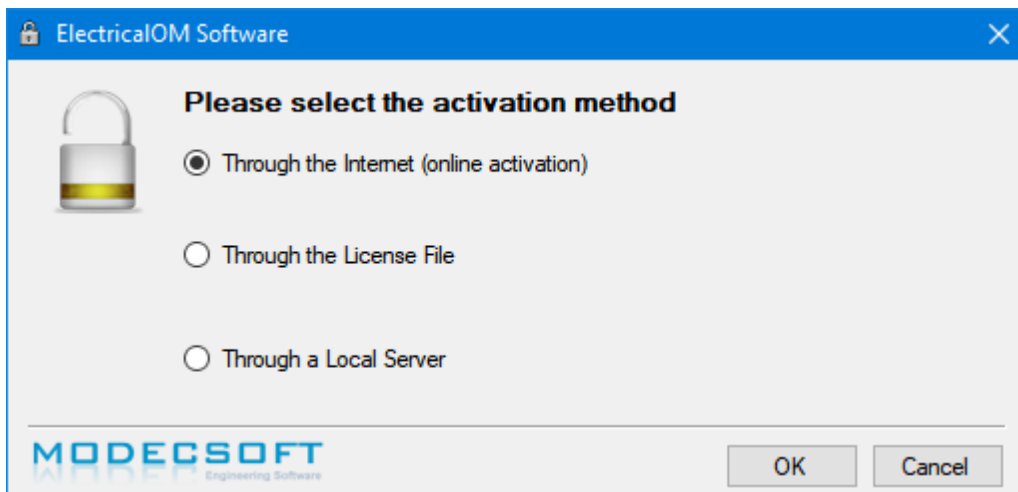 ElectricalOM Software
Please select the activation method
Through the Internet (online activation)
Through the License File
Through a Local Server
MODECSOFT
Engineering Software
OK
Cancel